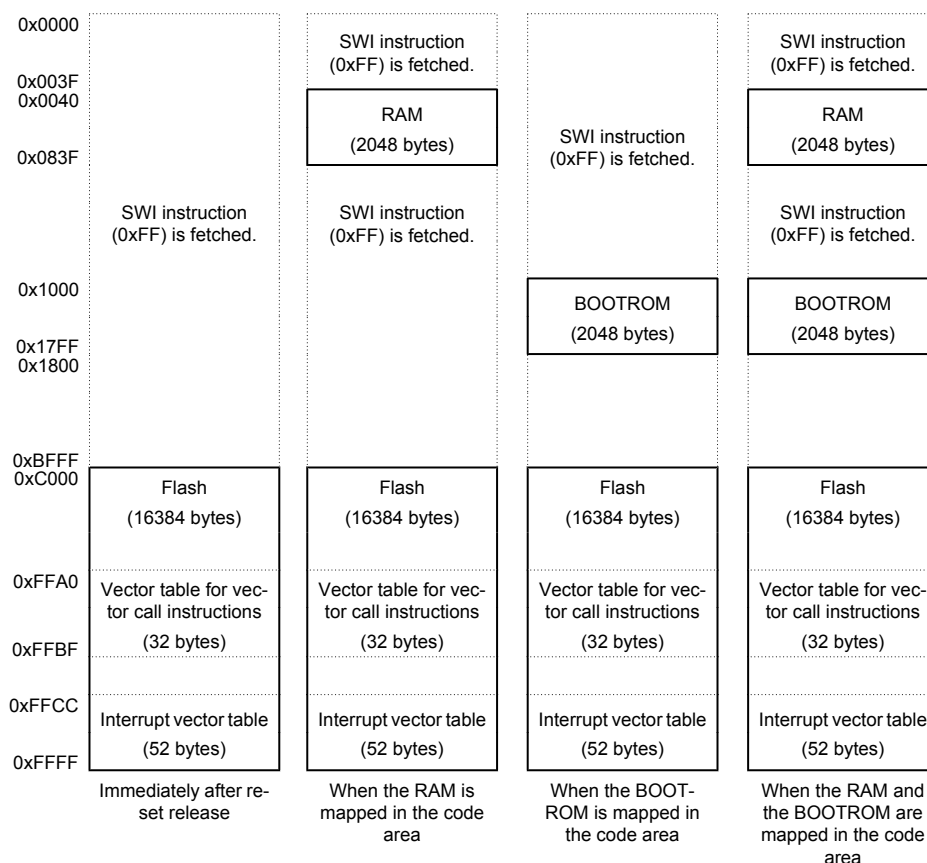 0x0000
0x003F
0x0040
0x083F
0x1000
0x17FF
0x1800
0xBFFF
0xC000
0xFFA0
0xFFBF
0xFFCC
0xFFFF
SWI instruction
(0xFF) is fetched.
Flash
(16384 bytes)
Vector table for vec-
tor call instructions
(32 bytes)
Interrupt vector table
(52 bytes)
Immediately after re-
set release
SWI instruction
(0xFF) is fetched.
RAM
(2048 bytes)
SWI instruction
(0xFF) is fetched.
Flash
(16384 bytes)
Vector table for vec-
tor call instructions
(32 bytes)
Interrupt vector table
(52 bytes)
When the RAM is
mapped in the code
area
SWI instruction
(0xFF) is fetched.
BOOTROM
(2048 bytes)
Flash
(16384 bytes)
Vector table for vec-
tor call instructions
(32 bytes)
Interrupt vector table
(52 bytes)
When the BOOT-
ROM is mapped in
the code area
SWI instruction
(0xFF) is fetched.
RAM
(2048 bytes)
SWI instruction
(0xFF) is fetched.
BOOTROM
(2048 bytes)
Flash
(16384 bytes)
Vector table for vec-
tor call instructions
(32 bytes)
Interrupt vector table
(52 bytes)
When the RAM and
the BOOTROM are
mapped in the code
area